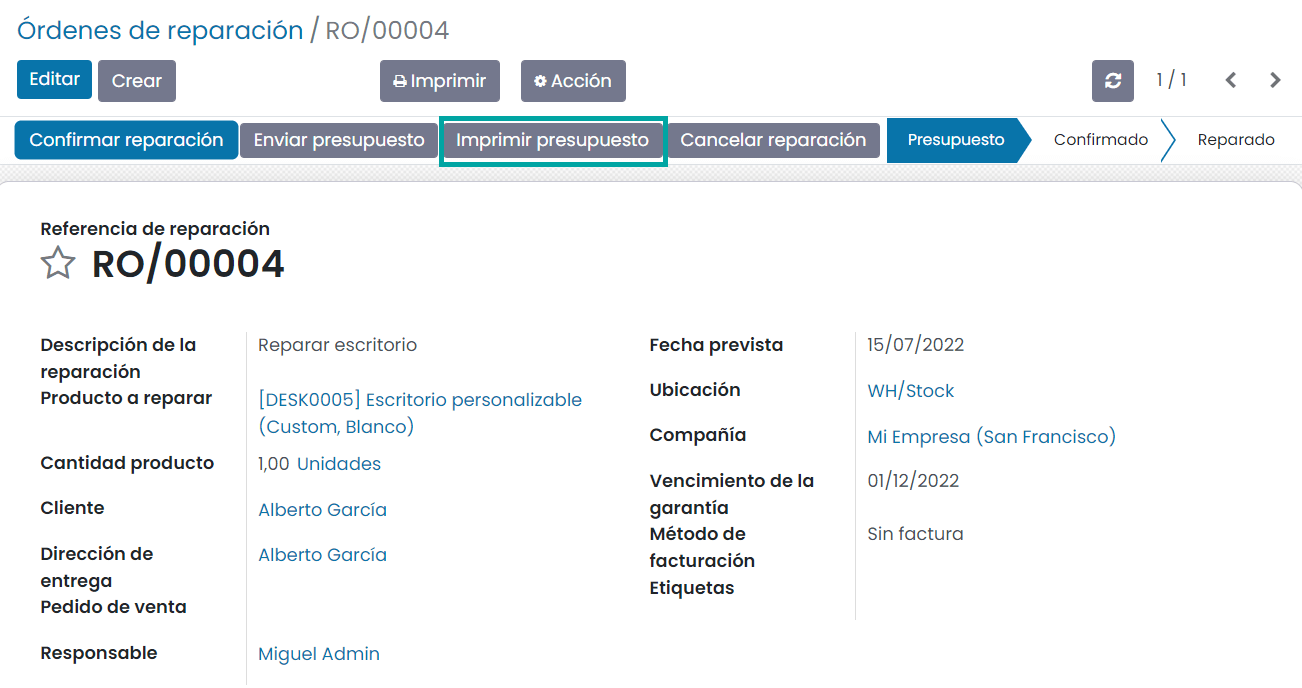 Órdenes de reparación / RO/00004
Editar Crear Imprimir Acción 1 / 1
Confirmar reparación Enviar presupuesto Imprimir presupuesto Cancelar reparación Presupuesto Confirmado Reparado
Referencia de reparación
RO/00004
Descripción de la reparación
Reparar escritorio
Producto a reparar
[DESK0005] Escritorio personalizable
(Custom, Blanco)
Cantidad producto
1,00 Unidades
Cliente
Alberto García
Dirección de
entrega
Alberto García
Pedido de venta
Responsable
Miguel Admin
Fecha prevista
15/07/2022
Ubicación
WH/Stock
Compañía
Mi Empresa (San Francisco)
Vencimiento de la
garantía
01/12/2022
Método de
facturación
Sin factura
Etiquetas